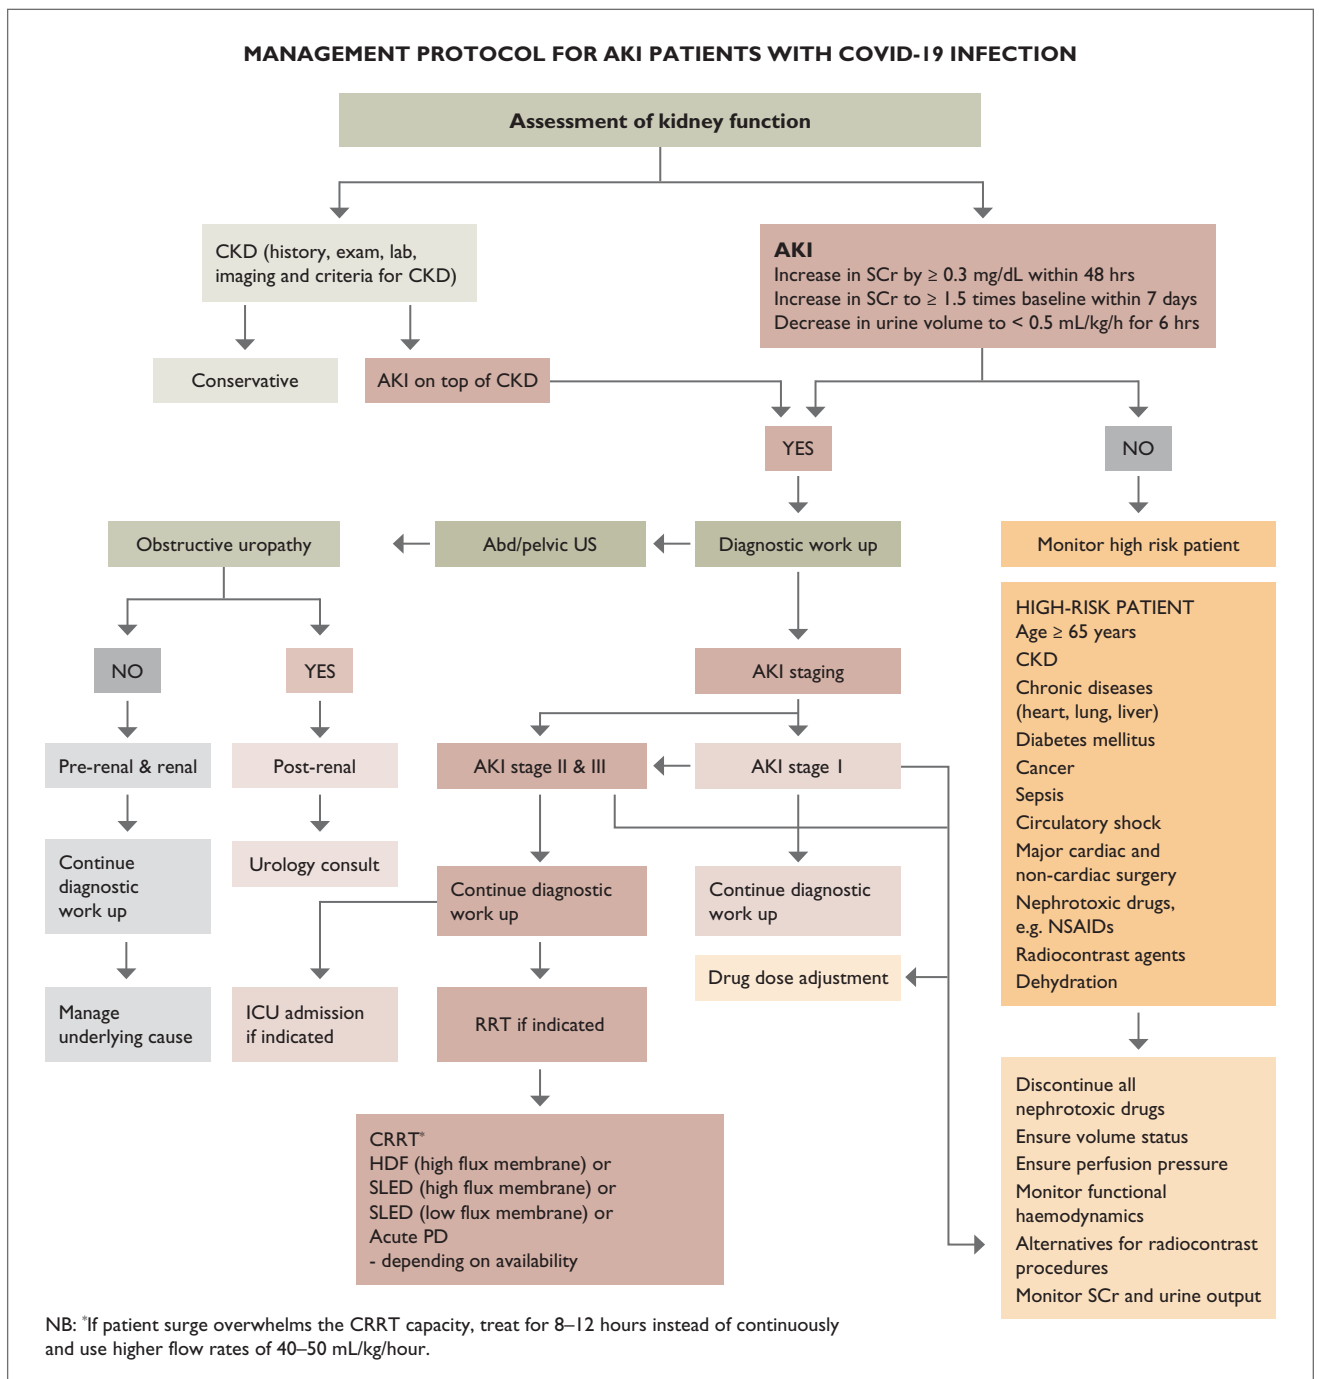 MANAGEMENT PROTOCOL FOR AKI PATIENTS WITH COVID-19 INFECTION
Assessment of kidney function
CKD (history, exam, lab,
imaging and criteria for CKD)
AKI
Increase in SCr by ≥ 0.3 mg/dL within 48 hrs
Increase in SCr to ≥ 1.5 times baseline within 7 days
Decrease in urine volume to < 0.5 mL/kg/h for 6 hrs
Conservative
AKI on top of CKD
YES
NO
Obstructive uropathy
Abd/pelvic US
Diagnostic work up
Monitor high risk patient
HIGH-RISK PATIENT
Age ≥ 65 years
CKD
Chronic diseases
(heart, lung, liver)
Diabetes mellitus
Cancer
Sepsis
Circulatory shock
Major cardiac and
non-cardiac surgery
Nephrotoxic drugs,
e.g. NSAIDs
Radiocontrast agents
Dehydration
NO
YES
AKI staging
Pre-renal & renal
Post-renal
AKI stage II & III
AKI stage 1
Continue
diagnostic
work up
Urology consult
Continue diagnostic
work up
Continue diagnostic
work up
Drug dose adjustment
Manage
underlying cause
ICU admission
if indicated
RRT if indicated
Discontinue all
nephrotoxic drugs
Ensure volume status
Ensure perfusion pressure
Monitor functional
haemodynamics
Alternatives for radiocontrast
procedures
Monitor SCr and urine output
CRRT*
HDF (high flux membrane) or
SLED (high flux membrane) or
SLED (low flux membrane) or
Acute PD
- depending on availability
NB: *If patient surge overwhelms the CRRT capacity, treat for 8–12 hours instead of continuously
and use higher flow rates of 40–50 mL/kg/hour.